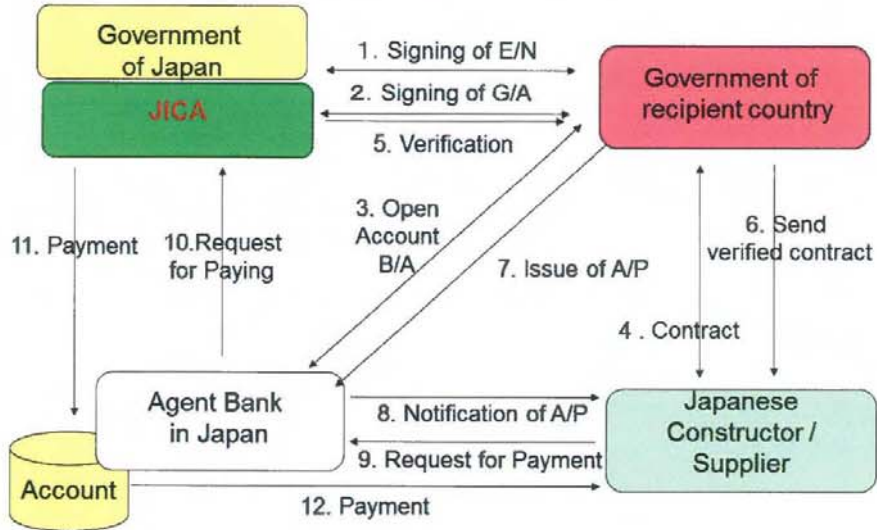 Government
of Japan
JICA
1. Signing of E/N
2. Signing of G/A
5. Verification
Government of
recipient country
3. Open
Account
B/A
7. Issue of A/P
6. Send
verified contract
4 . Contract
11. Payment
10.Request
for Paying
Agent Bank
in Japan
8. Notification of A/P
9. Request for Payment
Japanese
Constructor /
Supplier
Account
12. Payment